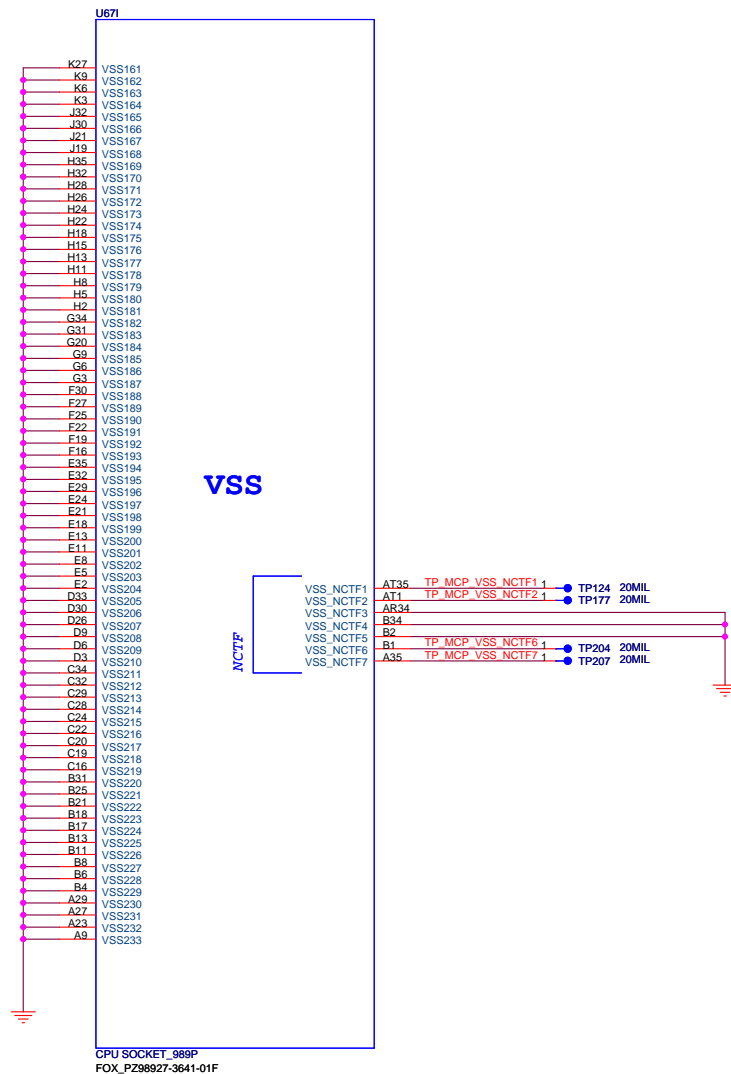 U67I
K27 VSS161
K9 VSS162
K6 VSS163
K3 VSS164
J32 VSS165
J30 VSS166
J21 VSS167
J19 VSS168
H35 VSS169
H32 VSS170
H28 VSS171
H26 VSS172
H24 VSS173
H22 VSS174
H18 VSS175
H15 VSS176
H13 VSS177
H11 VSS178
H8 VSS179
H5 VSS180
H2 VSS181
G34 VSS182
G31 VSS183
G20 VSS184
G9 VSS185
G6 VSS186
G3 VSS187
F30 VSS188
F27 VSS189
F25 VSS190
F22 VSS191
F19 VSS192
F16 VSS193
E35 VSS194
E32 VSS195
E29 VSS196
E24 VSS197
E21 VSS198
E18 VSS199
E13 VSS200
E11 VSS201
E8 VSS202
E5 VSS203
E2 VSS204
D33 VSS205
D30 VSS206
D26 VSS207
D9 VSS208
D6 VSS209
D3 VSS210
C34 VSS211
C32 VSS212
C29 VSS213
C28 VSS214
C24 VSS215
C22 VSS216
C20 VSS217
C19 VSS218
C16 VSS219
B31 VSS220
B25 VSS221
B21 VSS222
B18 VSS223
B17 VSS224
B13 VSS225
B11 VSS226
B8 VSS227
B6 VSS228
B4 VSS229
A29 VSS230
A27 VSS231
A23 VSS232
A9 VSS233
VSS
NCTF
VSS_NCTF1 AT35 TP_MCP_VSS_NCTF1 1 TP124 20MIL
VSS_NCTF2 AT1 TP_MCP_VSS_NCTF2 1 TP177 20MIL
VSS_NCTF3 AR34
VSS_NCTF4 B34
VSS_NCTF5 B2
VSS_NCTF6 B1 TP_MCP_VSS_NCTF6 1 TP204 20MIL
VSS_NCTF7 A35 TP_MCP_VSS_NCTF7 1 TP207 20MIL
CPU SOCKET_989P
FOX_PZ98927-3641-01F